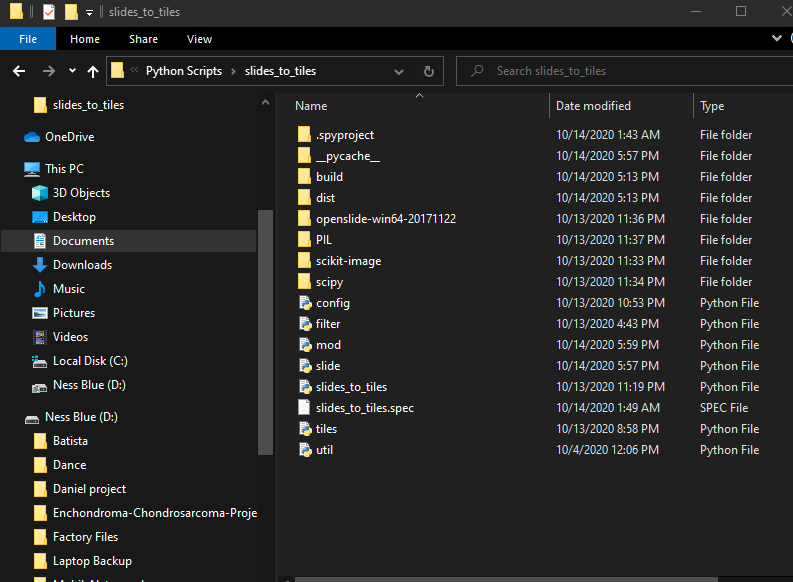 slides_to_tiles
File Home Share View
Python Scripts slides_to_tiles Search slides_to_tiles
slides_to_tiles
OneDrive
This PC
3D Objects
Desktop
Documents
Downloads
Music
Pictures
Videos
Local Disk (C:)
Ness Blue (D:)
Ness Blue (D:)
Batista
Dance
Daniel project
Enchondroma-Chondrosarcoma-Proje
Factory Files
Laptop Backup
Name Date modified Type
.spyproject 10/14/2020 1:43 AM File folder
__pycache__ 10/14/2020 5:57 PM File folder
build 10/14/2020 5:13 PM File folder
dist 10/14/2020 5:13 PM File folder
openslide-win64-20171122 10/13/2020 11:36 PM File folder
PIL 10/13/2020 11:37 PM File folder
scikit-image 10/13/2020 11:33 PM File folder
scipy 10/13/2020 11:34 PM File folder
config 10/13/2020 10:53 PM Python File
filter 10/13/2020 4:43 PM Python File
mod 10/14/2020 5:59 PM Python File
slide 10/14/2020 5:57 PM Python File
slides_to_tiles 10/13/2020 11:19 PM Python File
slides_to_tiles.spec 10/14/2020 1:49 AM SPEC File
tiles 10/13/2020 8:58 PM Python File
util 10/4/2020 12:06 PM Python File